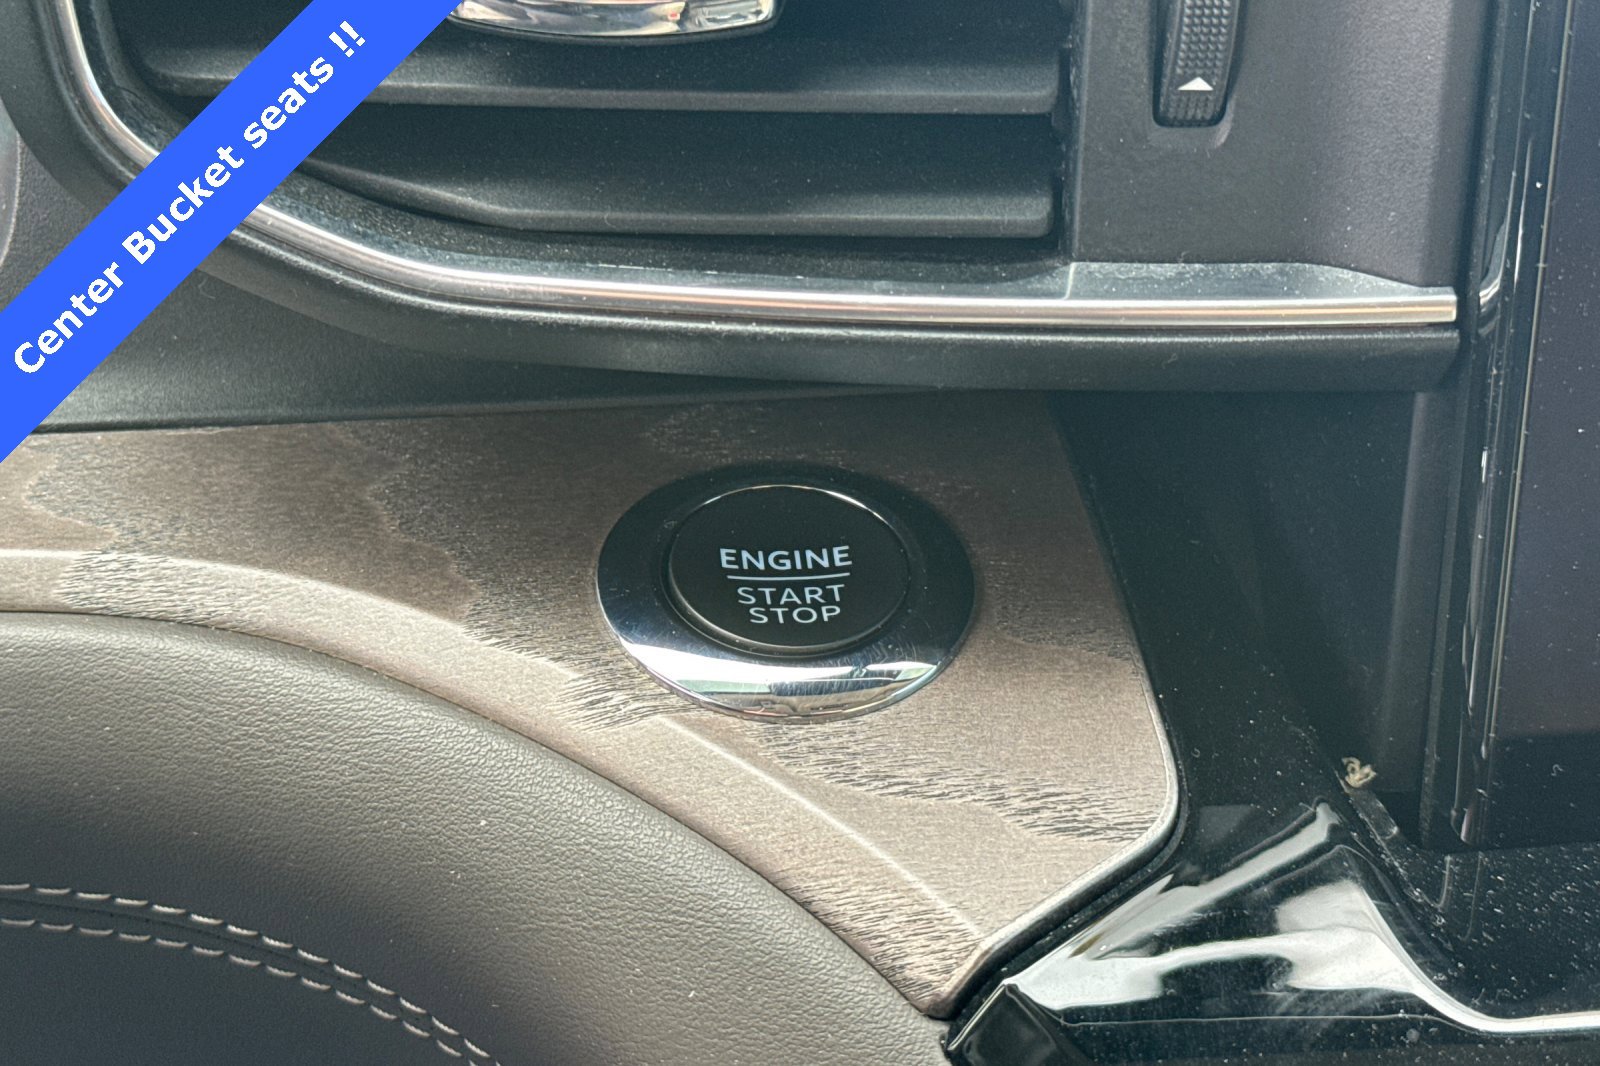 Center Bucket seats !!
ENGINE
START
STOP